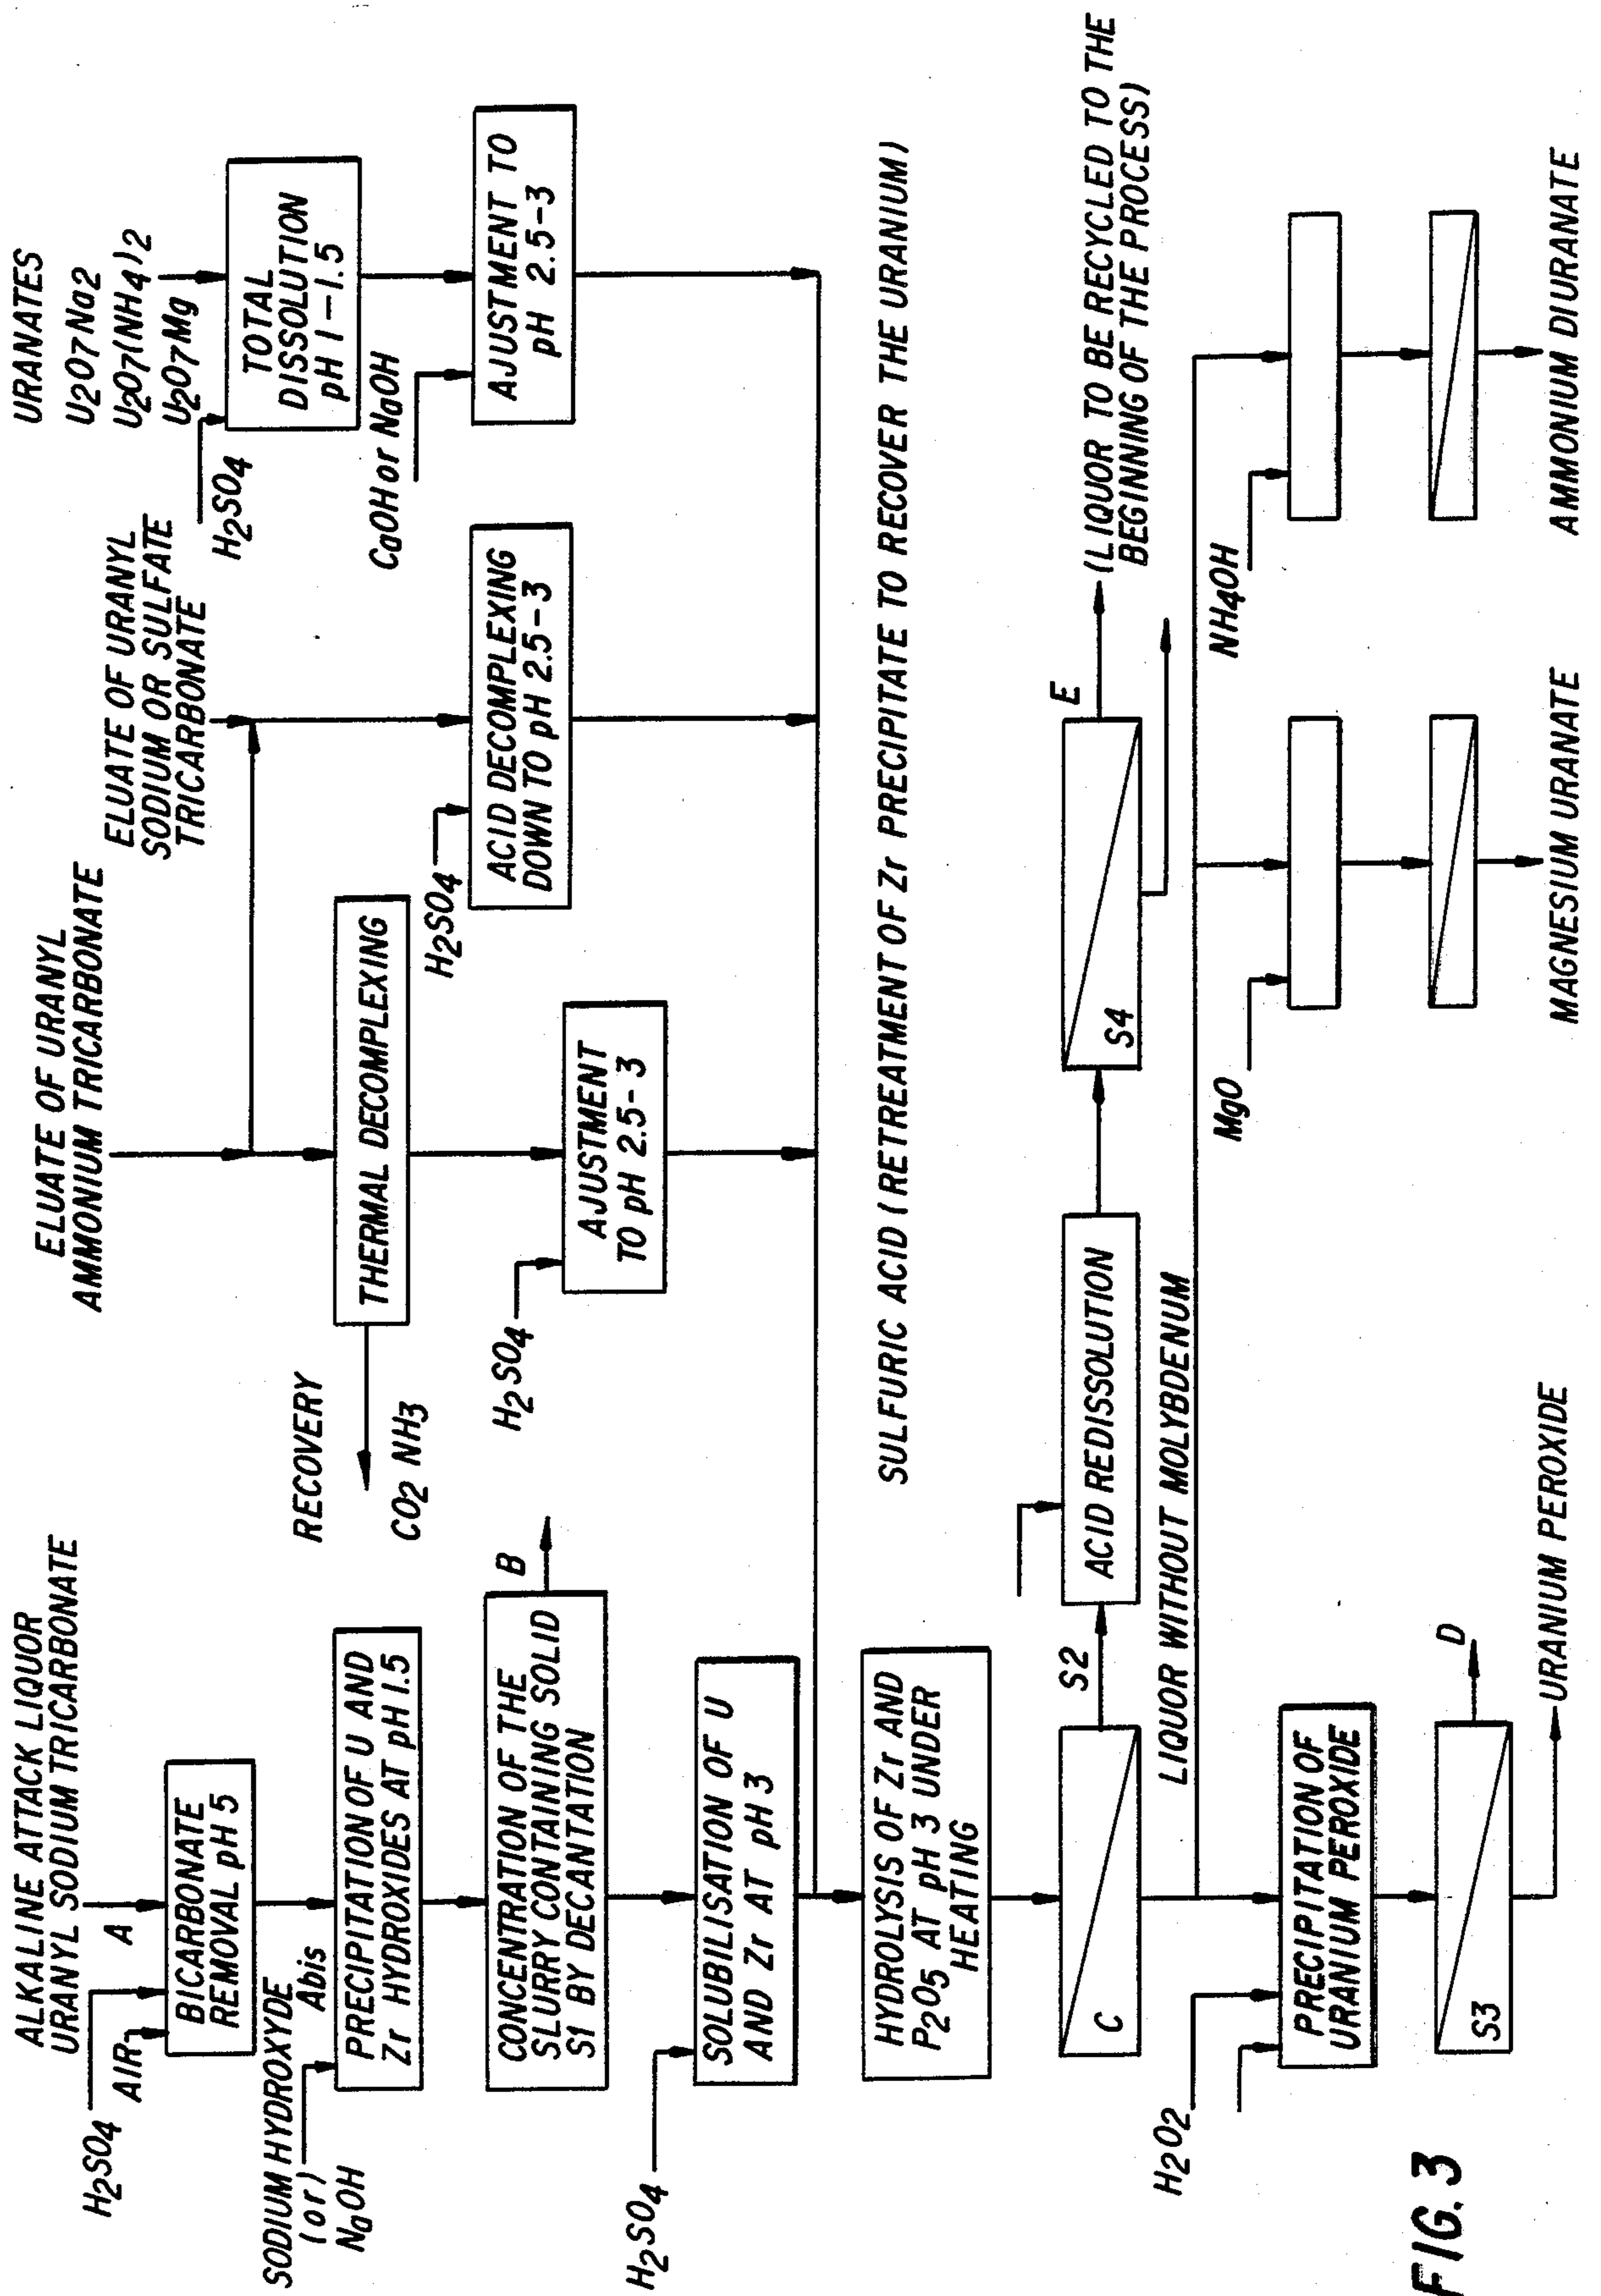 ALKALINE ATTACK LIQUOR
URANYL SODIUM TRICARBONATE
H2SO4
AIR
A
BICARBONATE
REMOVAL pH 5
SODIUM HYDROXYDE
(or)
NaOH
Abis
PRECIPITATION OF U AND
Zr HYDROXIDES AT pH 1.5
CONCENTRATION OF THE
SLURRY CONTAINING SOLID
S1 BY DECANTATION
B
H2SO4
SOLUBILISATION OF U
AND Zr AT pH 3
ELUATE OF URANYL
AMMONIUM TRICARBONATE
THERMAL DECOMPLEXING
RECOVERY
CO2 NH3
H2SO4
AJUSTMENT
TO pH 2.5-3
ELUATE OF URANYL
SODIUM OR SULFATE
TRICARBONATE
H2SO4
ACID DECOMPLEXING
DOWN TO pH 2.5-3
URANATES
U2O7Na2
U2O7(NH4)2
U2O7Mg
H2SO4
TOTAL
DISSOLUTION
pH 1-1.5
CaOH or NaOH
AJUSTMENT TO
pH 2.5-3
HYDROLYSIS OF Zr AND
P2O5 AT pH 3 UNDER
HEATING
SULFURIC ACID (RETREATMENT OF Zr PRECIPITATE TO RECOVER THE URANIUM)
C
S2
ACID REDISSOLUTION
S4
E
(LIQUOR TO BE RECYCLED TO THE
BEGINNING OF THE PROCESS)
LIQUOR WITHOUT MOLYBDENUM
H2O2
PRECIPITATION OF
URANIUM PEROXIDE
S3
D
URANIUM PEROXIDE
MgO
MAGNESIUM URANATE
NH4OH
AMMONIUM DIURANATE
FIG. 3